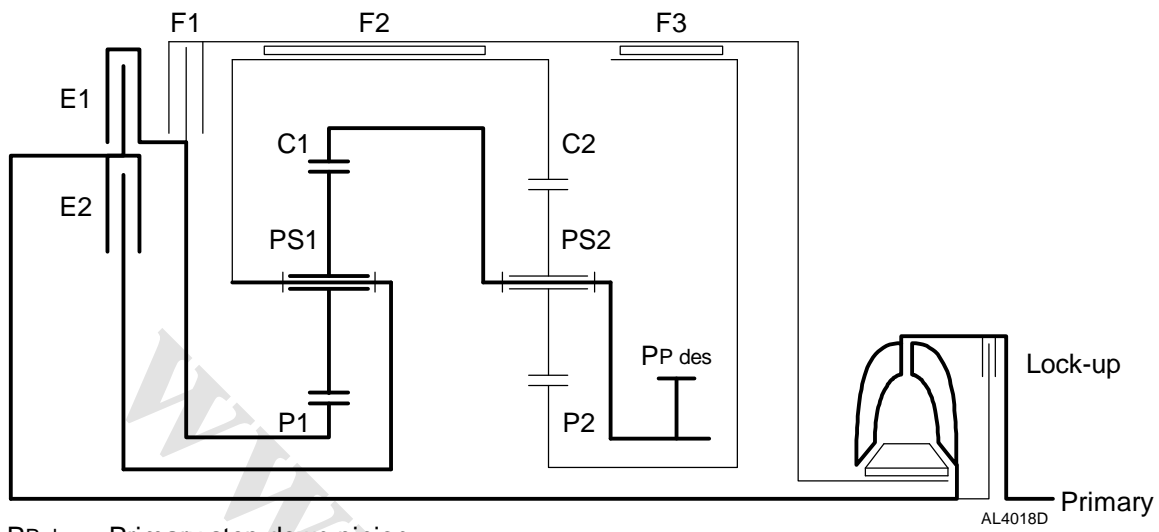 F1
F2
F3
E1
C1
C2
E2
PS1
PS2
PP des
Lock-up
P1
P2
Primary
AL4018D